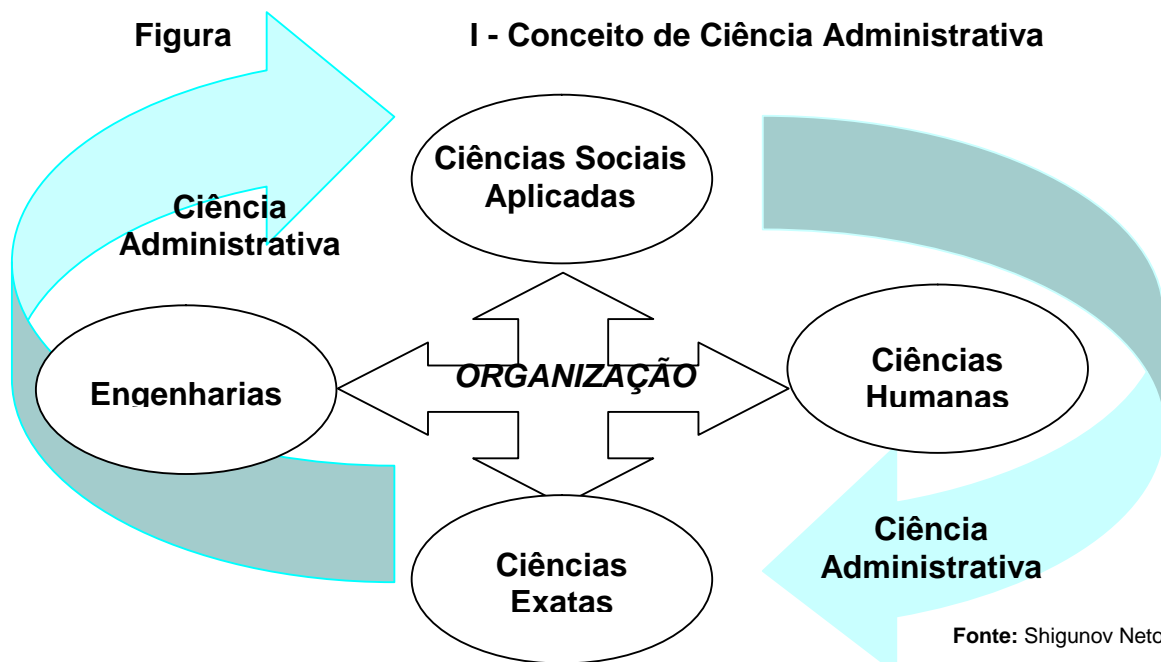 Figura I - Conceito de Ciência Administrativa
Ciências Sociais
Aplicadas
Ciência
Administrativa
Engenharias
ORGANIZAÇÃO
Ciências
Humanas
Ciências
Exatas
Ciência
Administrativa
Fonte: Shigunov Neto